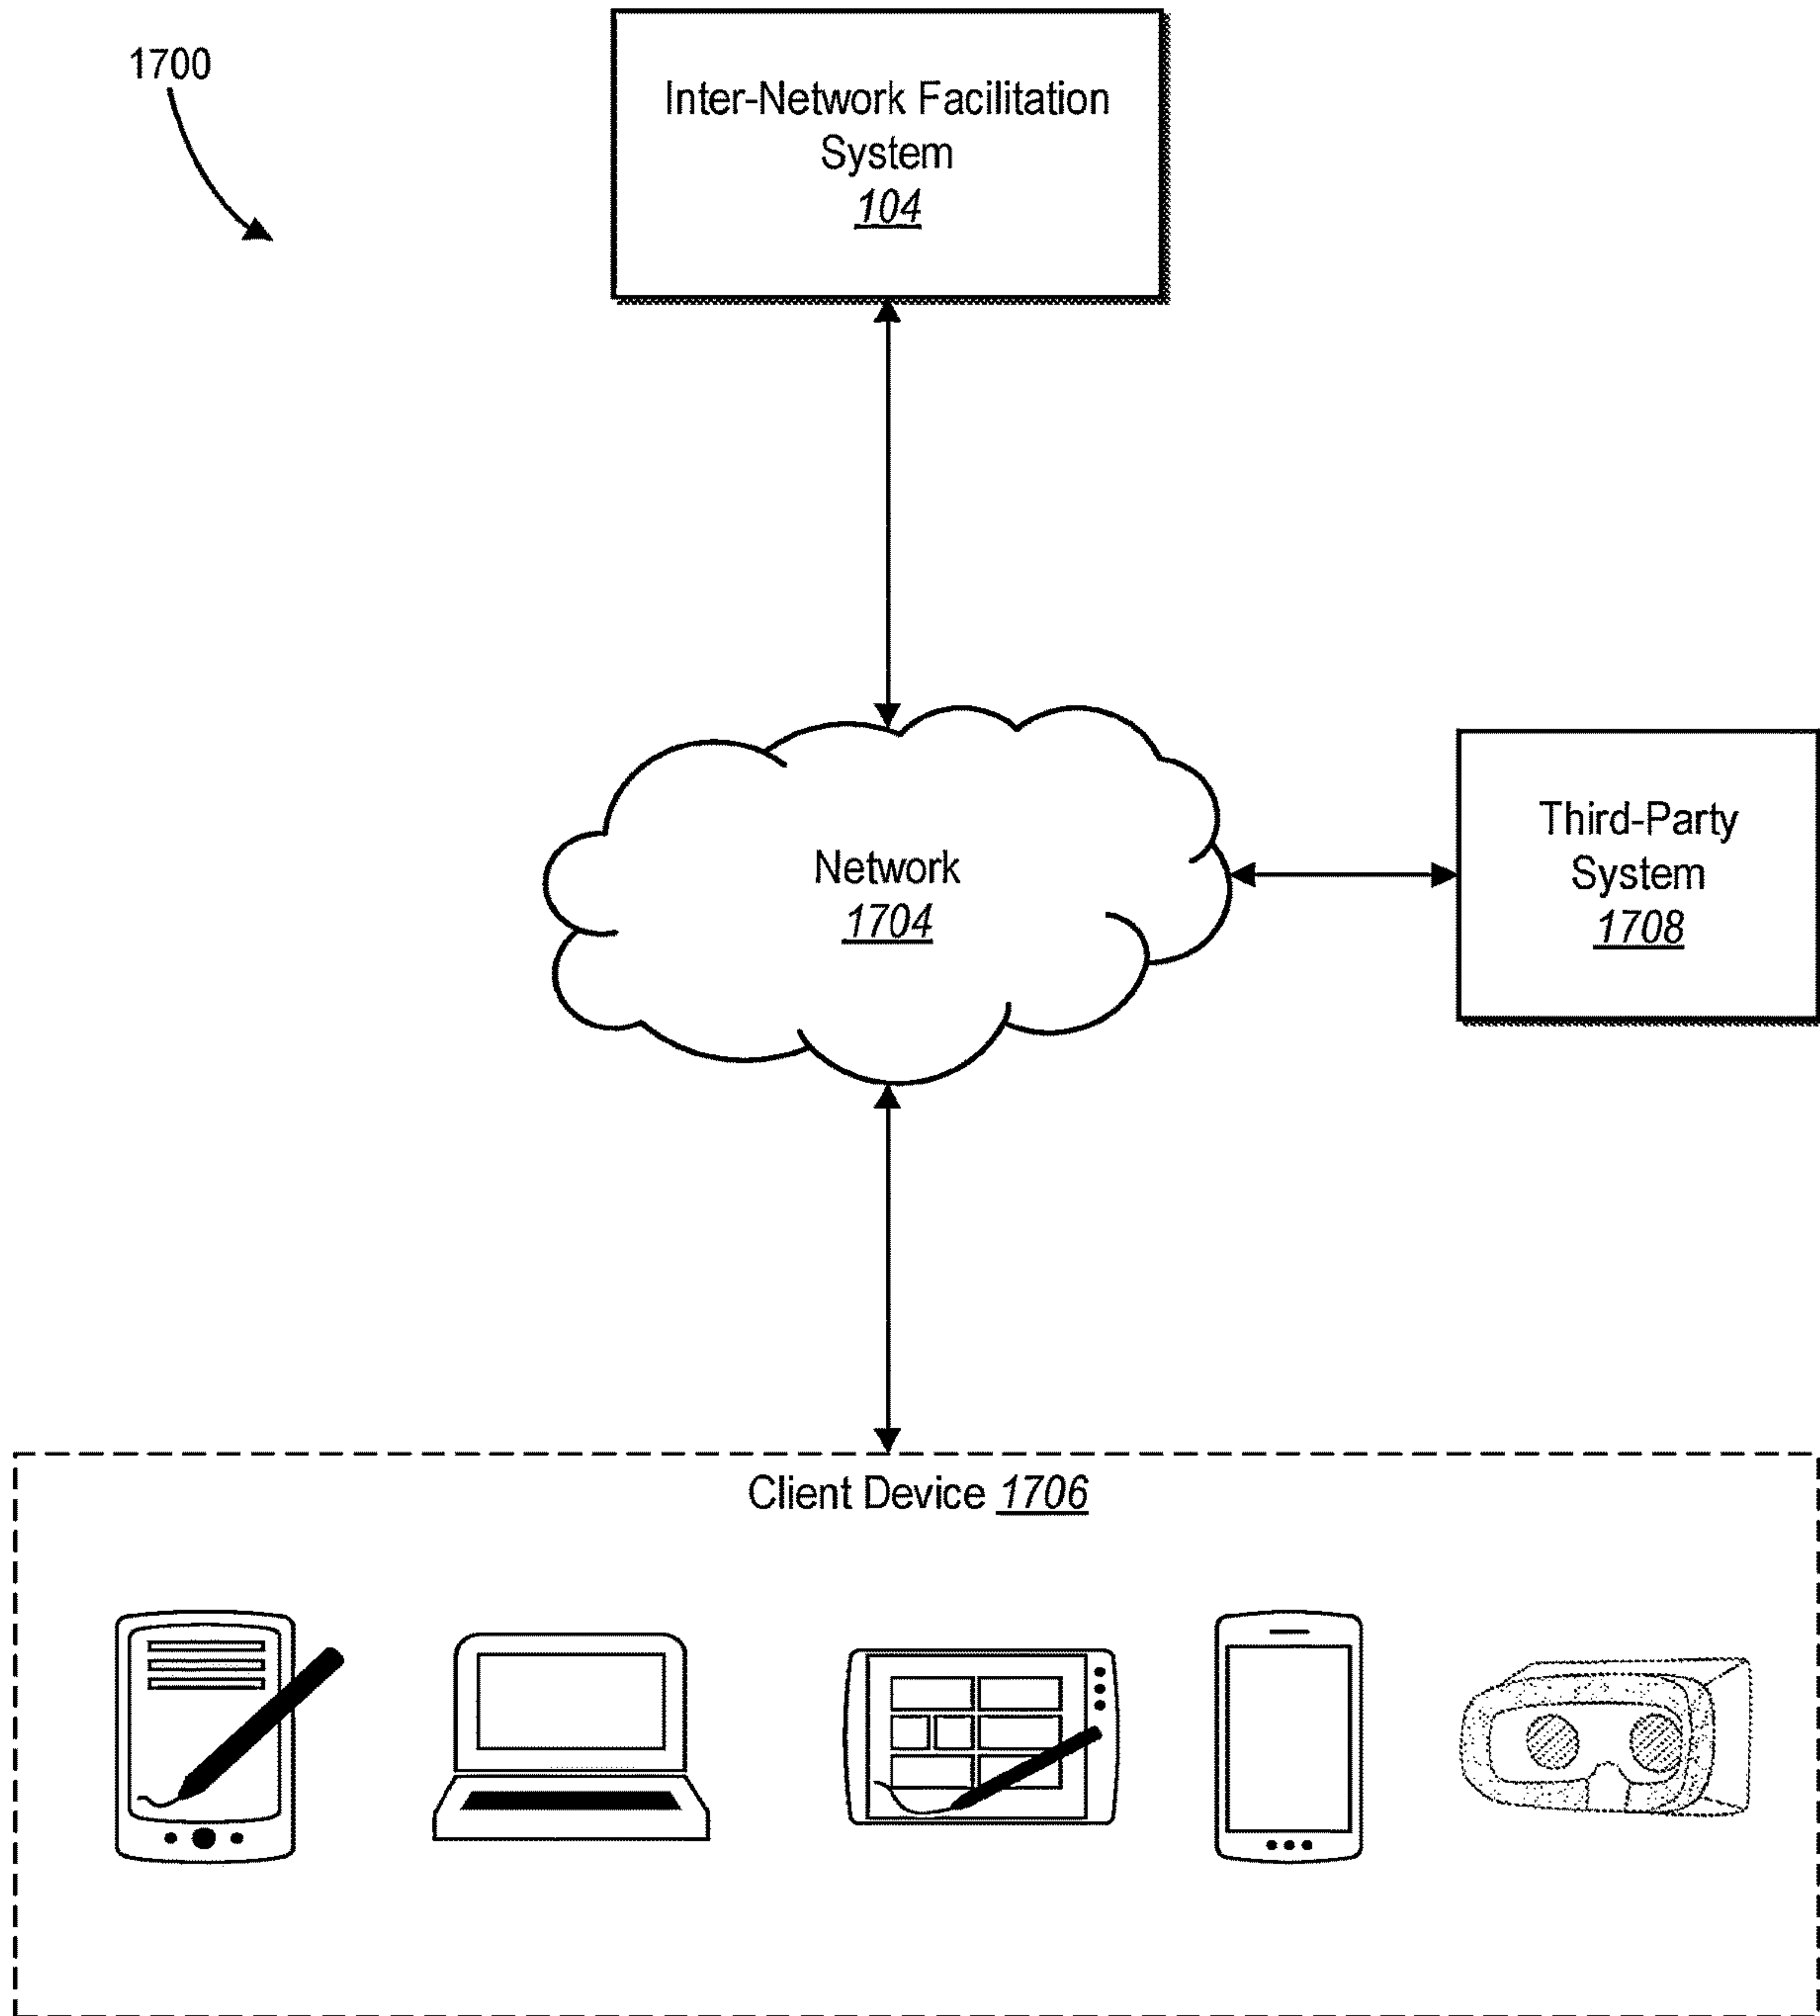 1700
Inter-Network Facilitation
System
104
Network
1704
Third-Party
System
1708
Client Device 1706